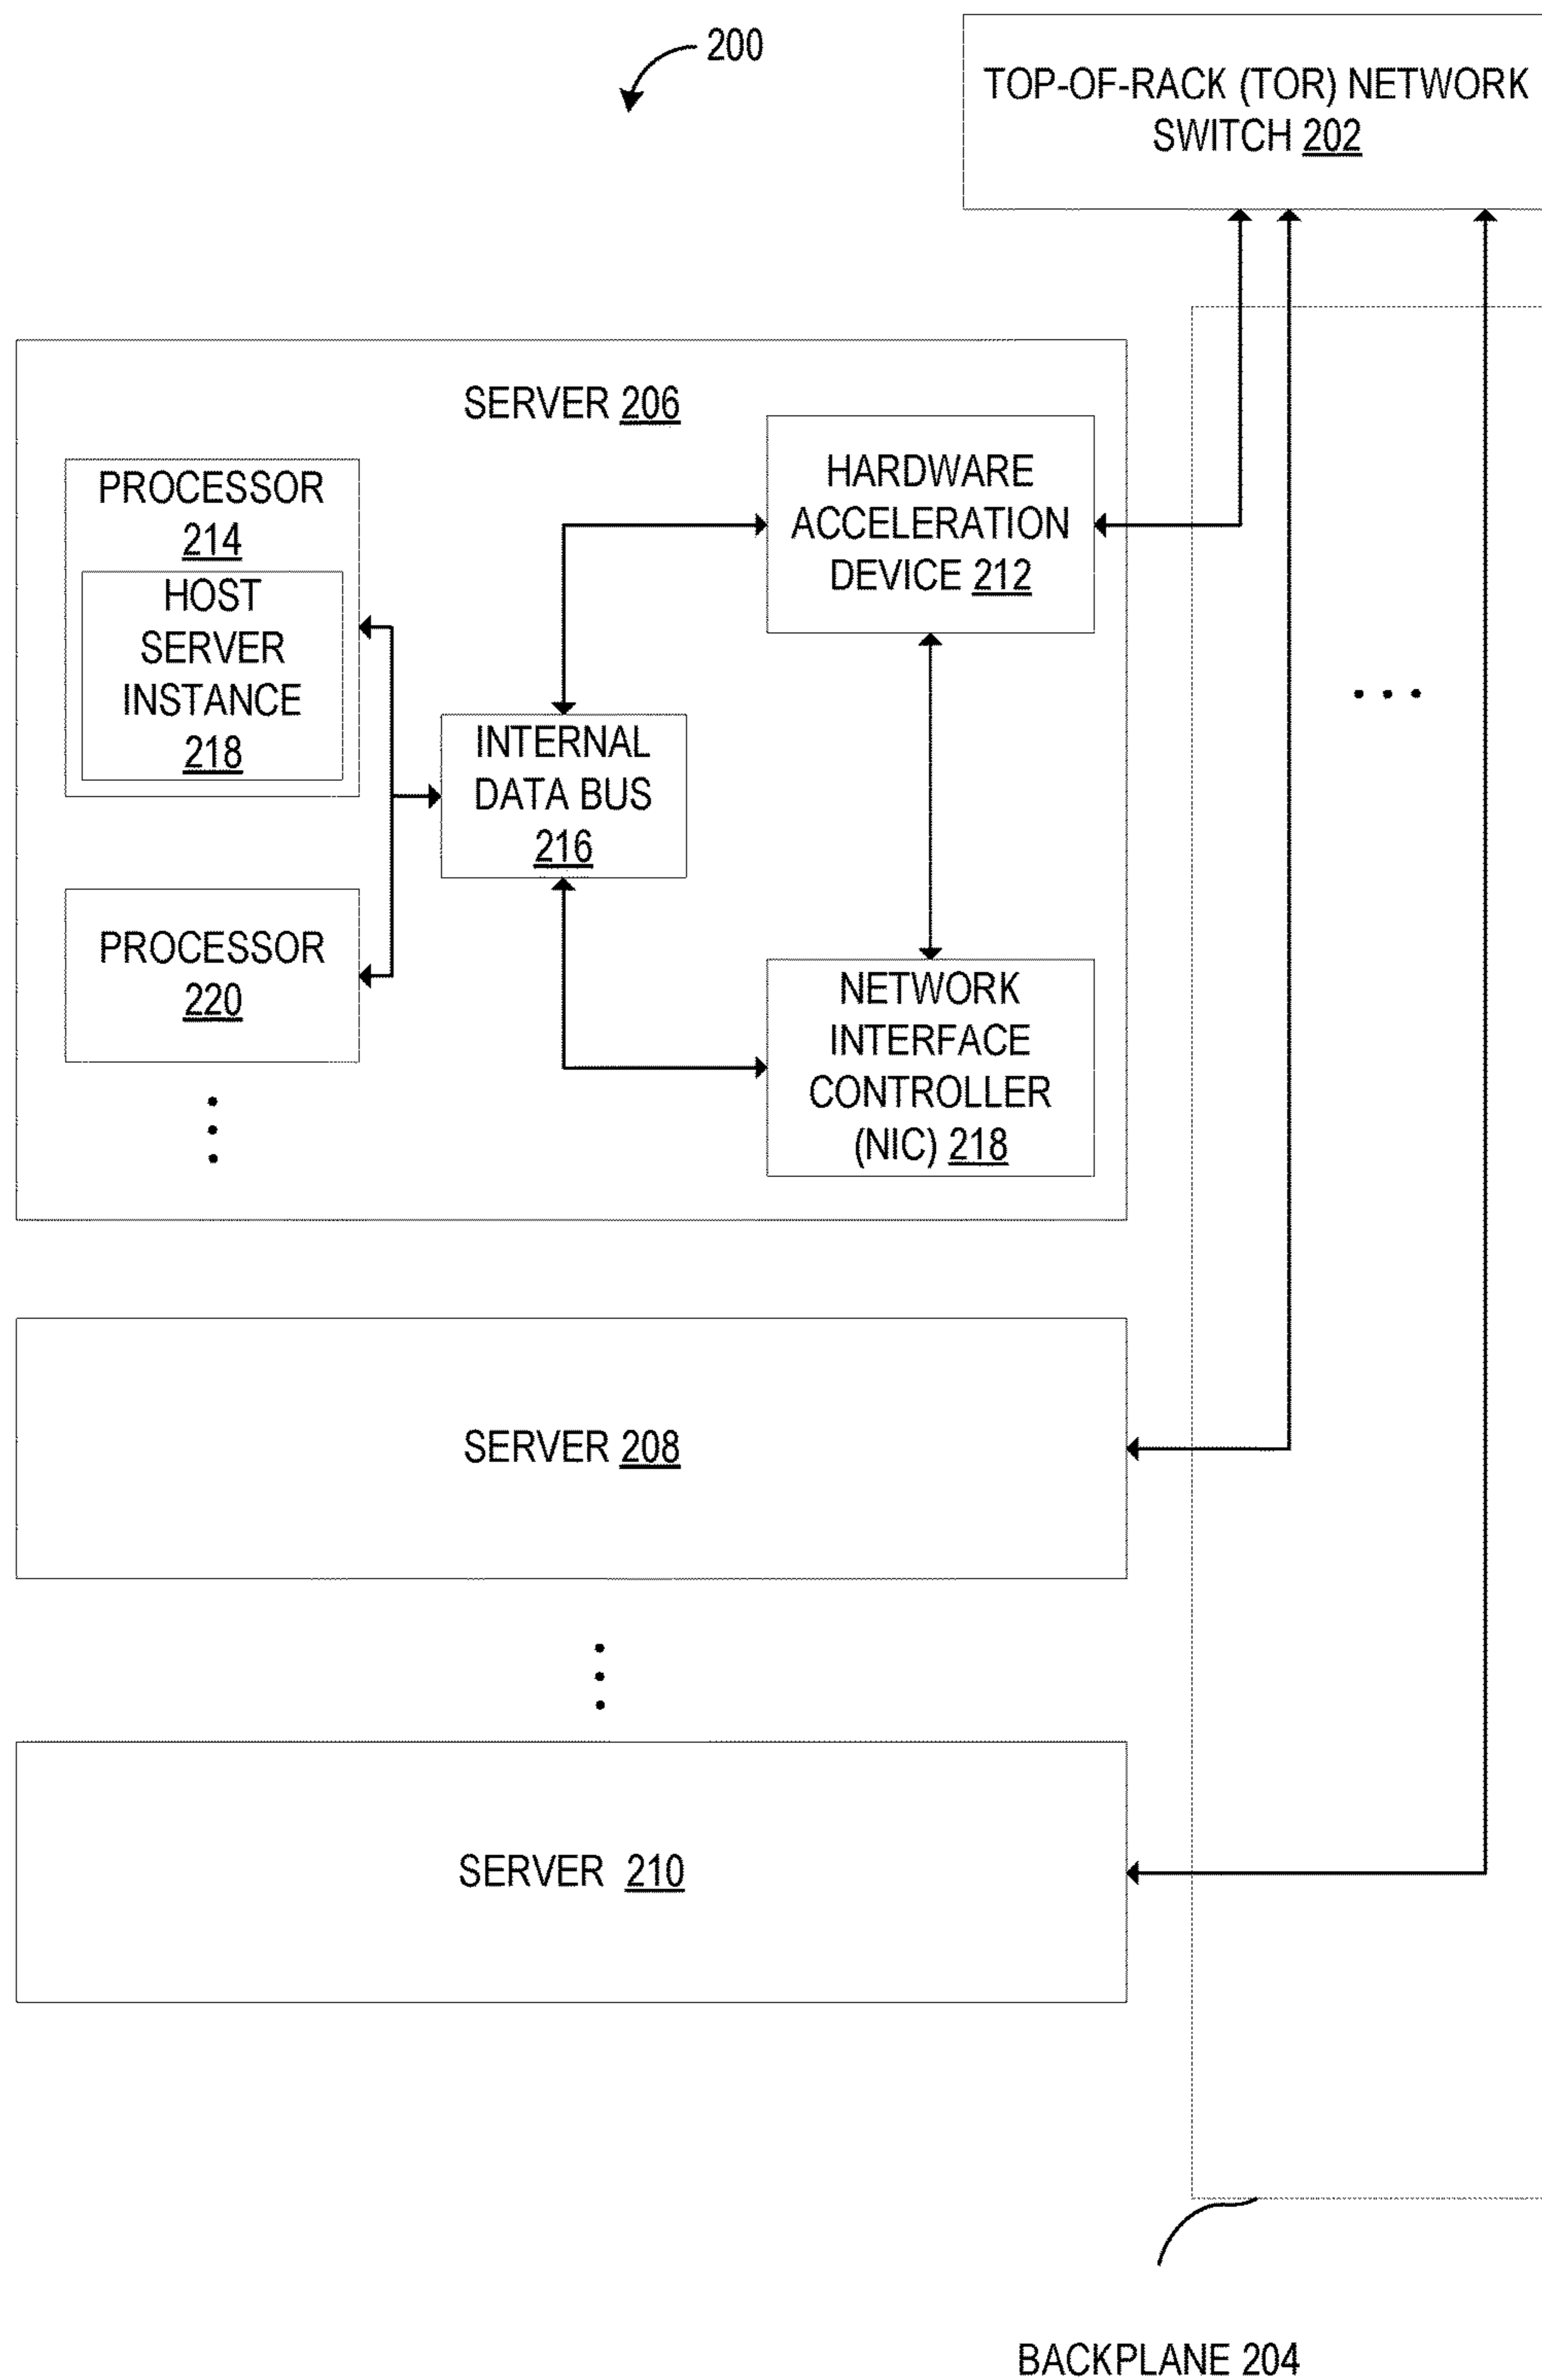 200
TOP-OF-RACK (TOR) NETWORK
SWITCH 202
SERVER 206
PROCESSOR
214
HOST
SERVER
INSTANCE
218
HARDWARE
ACCELERATION
DEVICE 212
INTERNAL
DATA BUS
216
PROCESSOR
220
NETWORK
INTERFACE
CONTROLLER
(NIC) 218
SERVER 208
SERVER 210
BACKPLANE 204